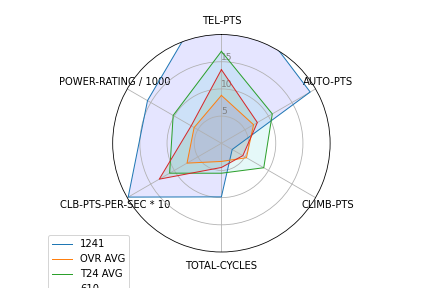 TEL-PTS
15
POWER-RATING / 1000
AUTO-PTS
10
5
CLB-PTS-PER-SEC * 10
CLIMB-PTS
TOTAL-CYCLES
1241
OVR AVG
T24 AVG
610